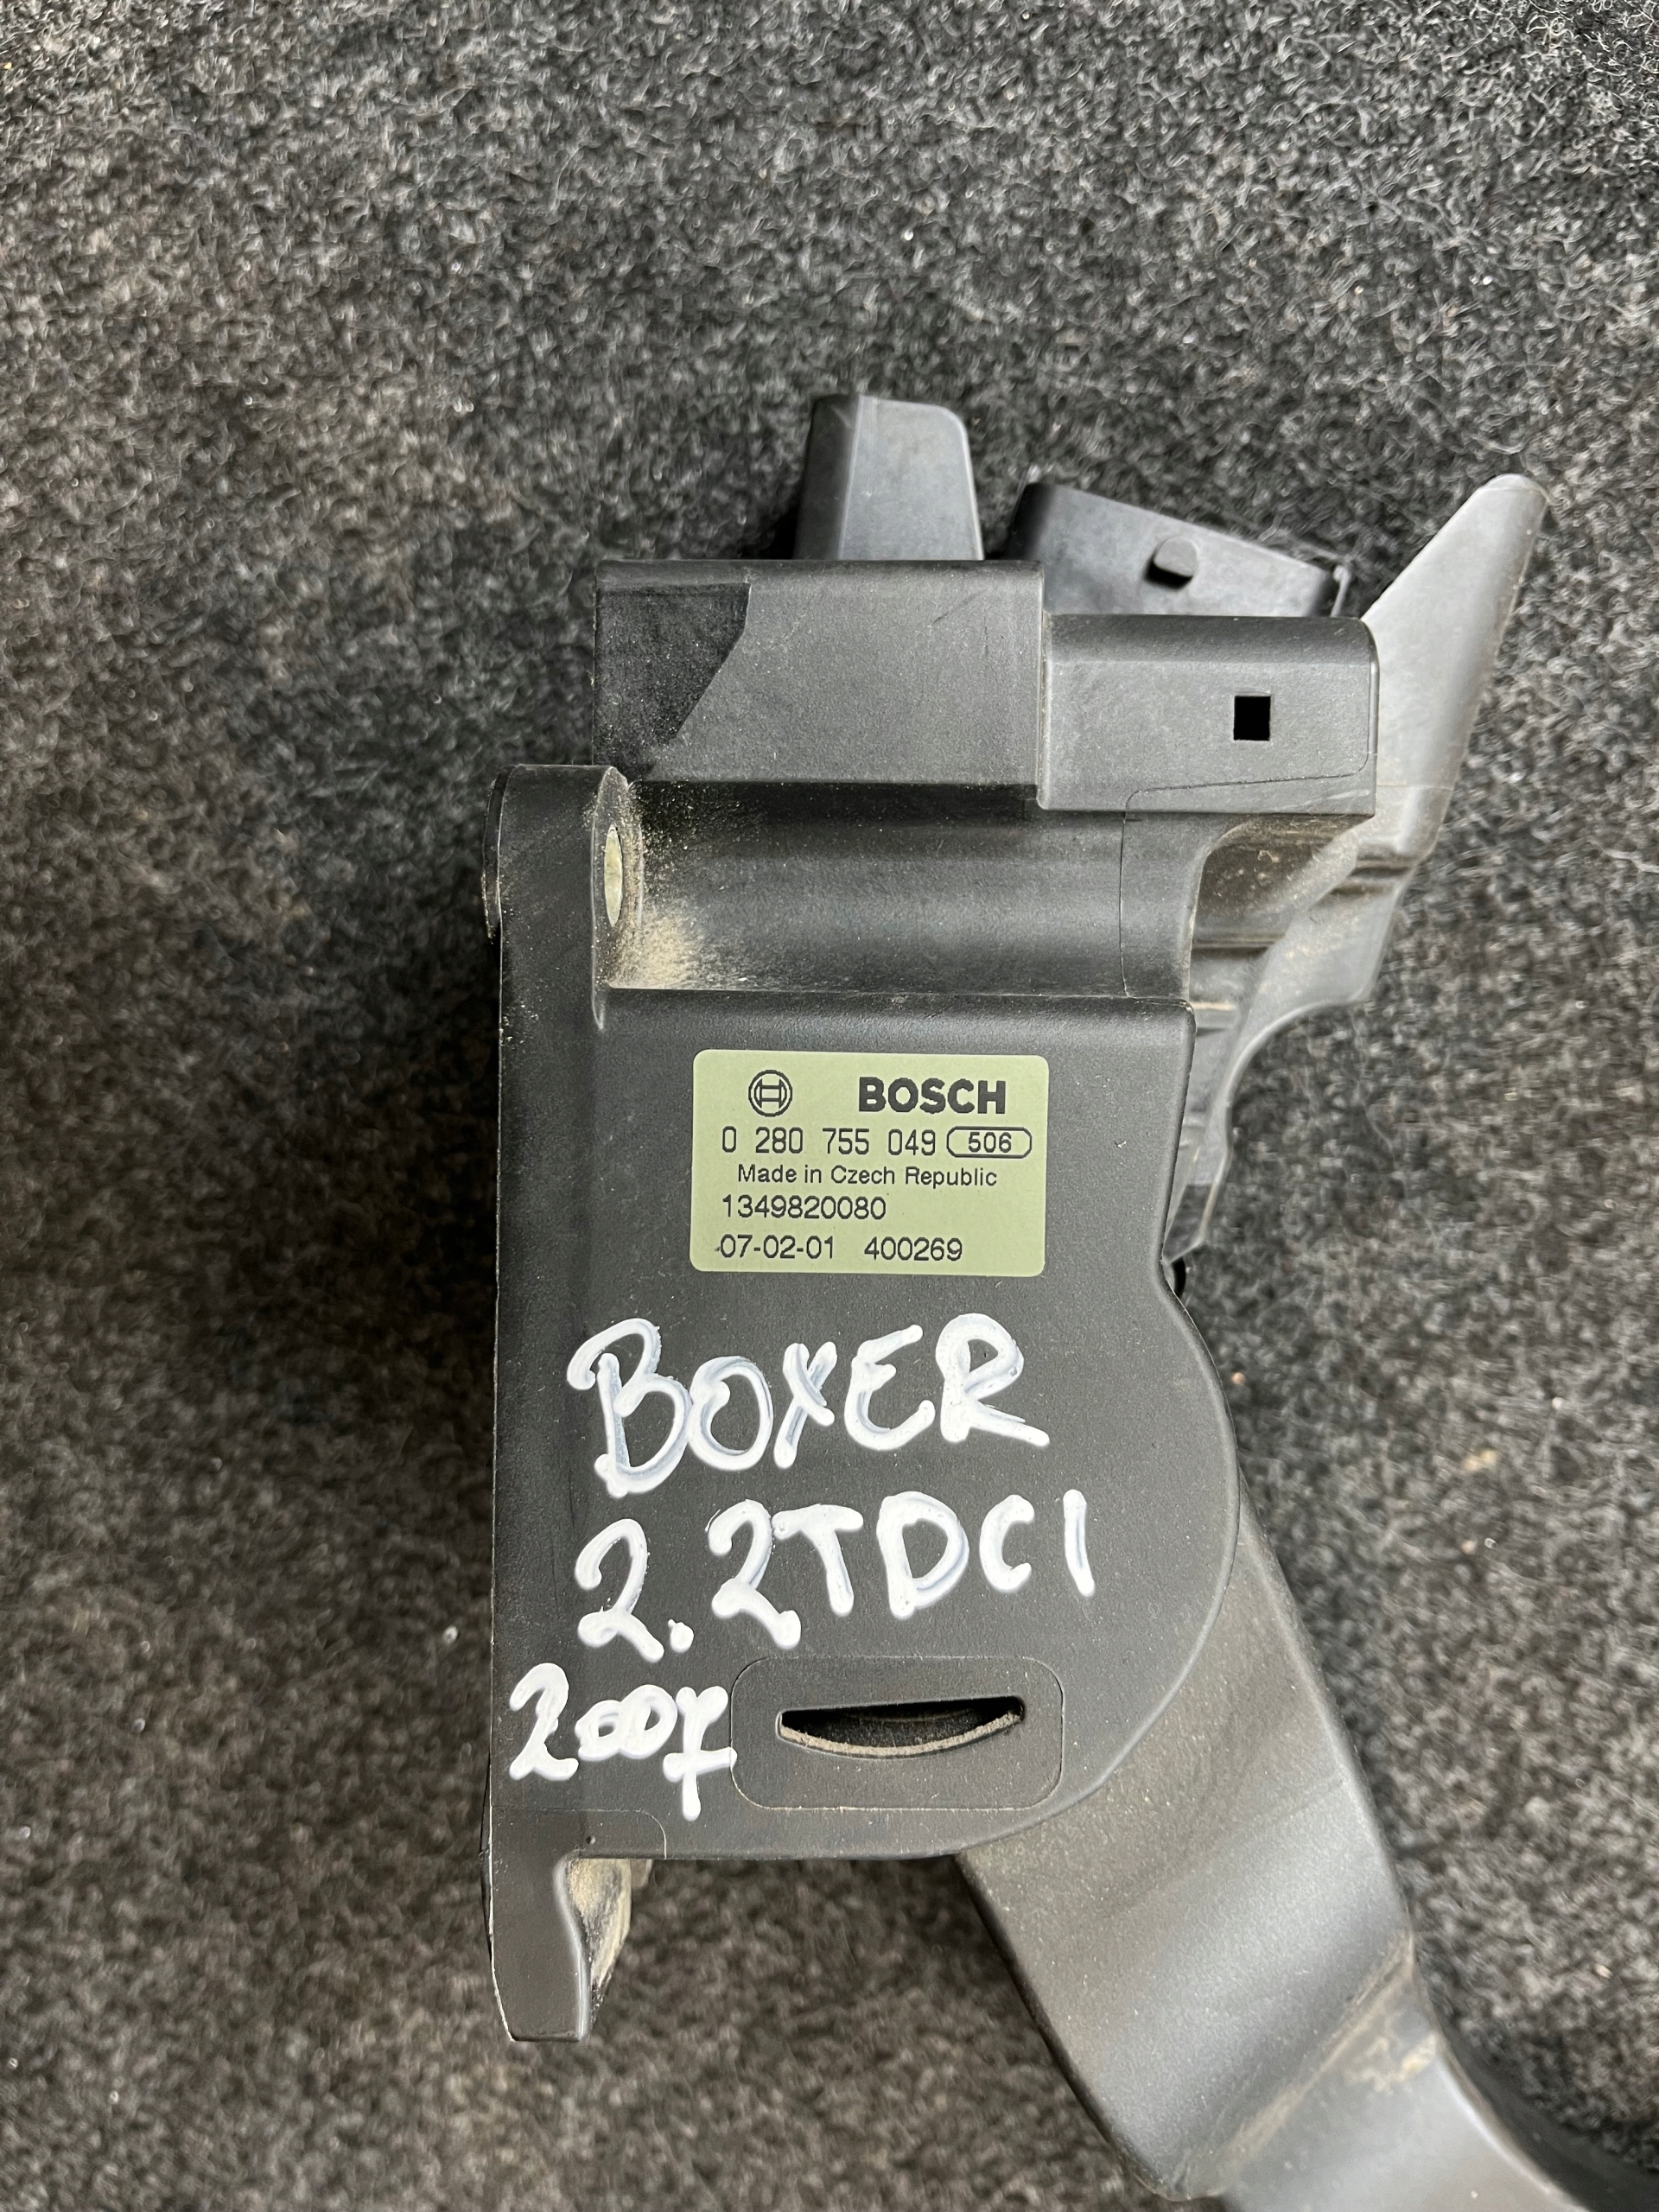 BOSCH
0 280 755 049 506
Made in Czech Republic
1349820080
07-02-01 400269
BOXER
2.2TDCI
2007